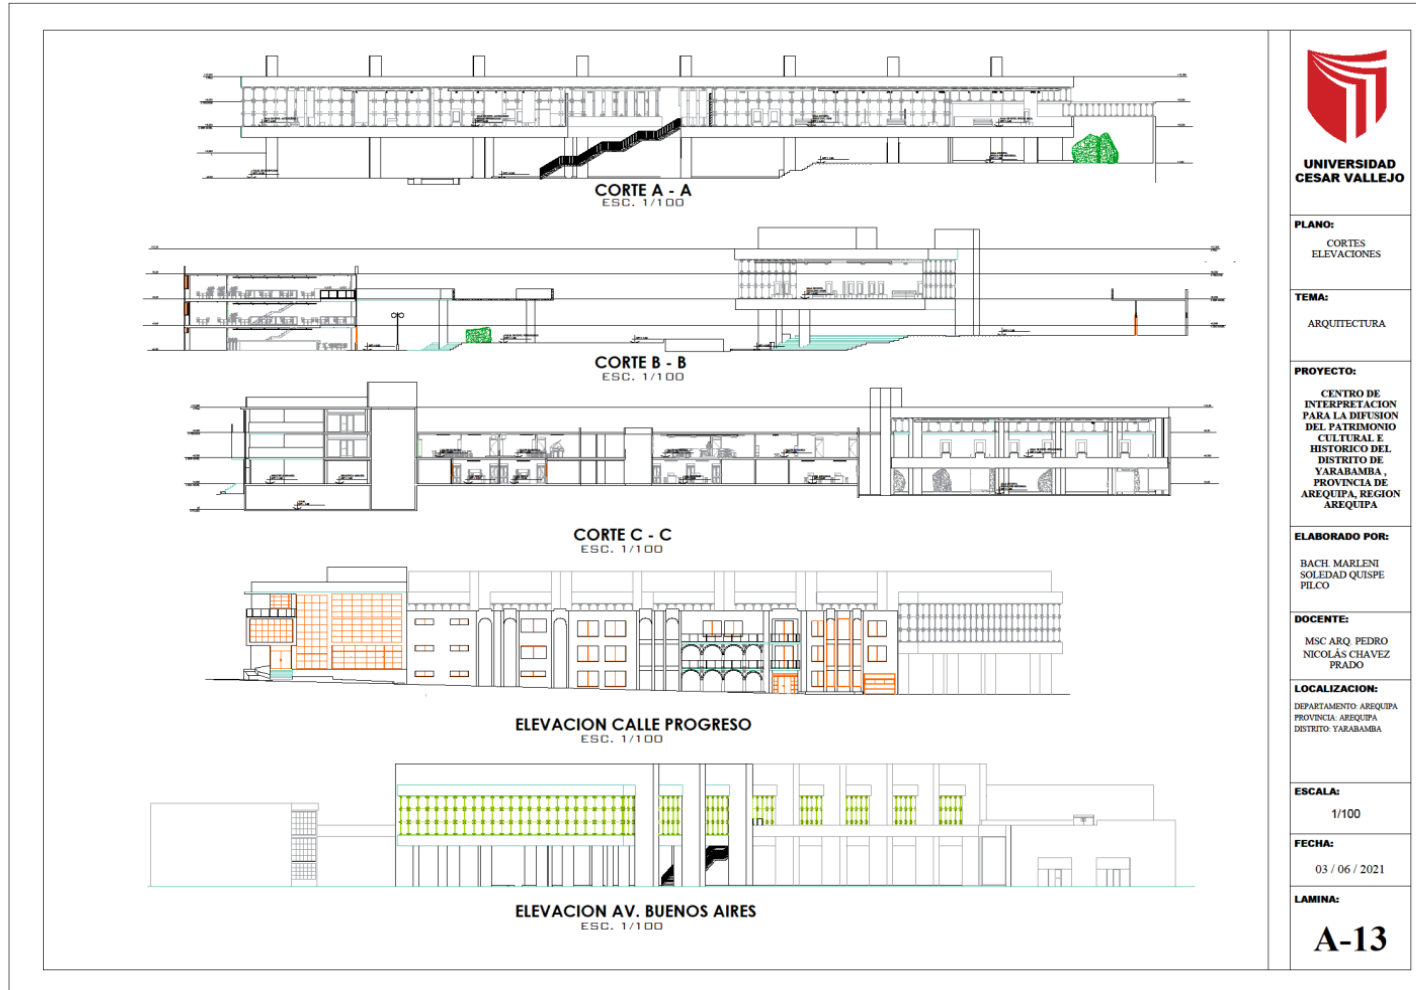 CORTE A - A
ESC. 1/100
CORTE B - B
ESC. 1/100
CORTE C - C
ESC. 1/100
ELEVACION CALLE PROGRESO
ESC. 1/100
ELEVACION AV. BUENOS AIRES
ESC. 1/100
UNIVERSIDAD
CESAR VALLEJO
PLANO:
CORTES
ELEVACIONES
TEMA:
ARQUITECTURA
PROYECTO:
CENTRO DE
INTERPRETACION
PARA LA DIFUSION
DEL PATRIMONIO
CULTURAL E
HISTORICO DEL
DISTRITO DE
YARABAMBA ,
PROVINCIA DE
AREQUIPA, REGION
AREQUIPA
ELABORADO POR:
BACH. MARLENI
SOLEDAD QUISPE
PILCO
DOCENTE:
MSC ARQ. PEDRO
NICOLÁS CHAVEZ
PRADO
LOCALIZACION:
DEPARTAMENTO: AREQUIPA
PROVINCIA: AREQUIPA
DISTRITO: YARABAMBA
ESCALA:
1/100
FECHA:
03 / 06 / 2021
LAMINA:
A-13